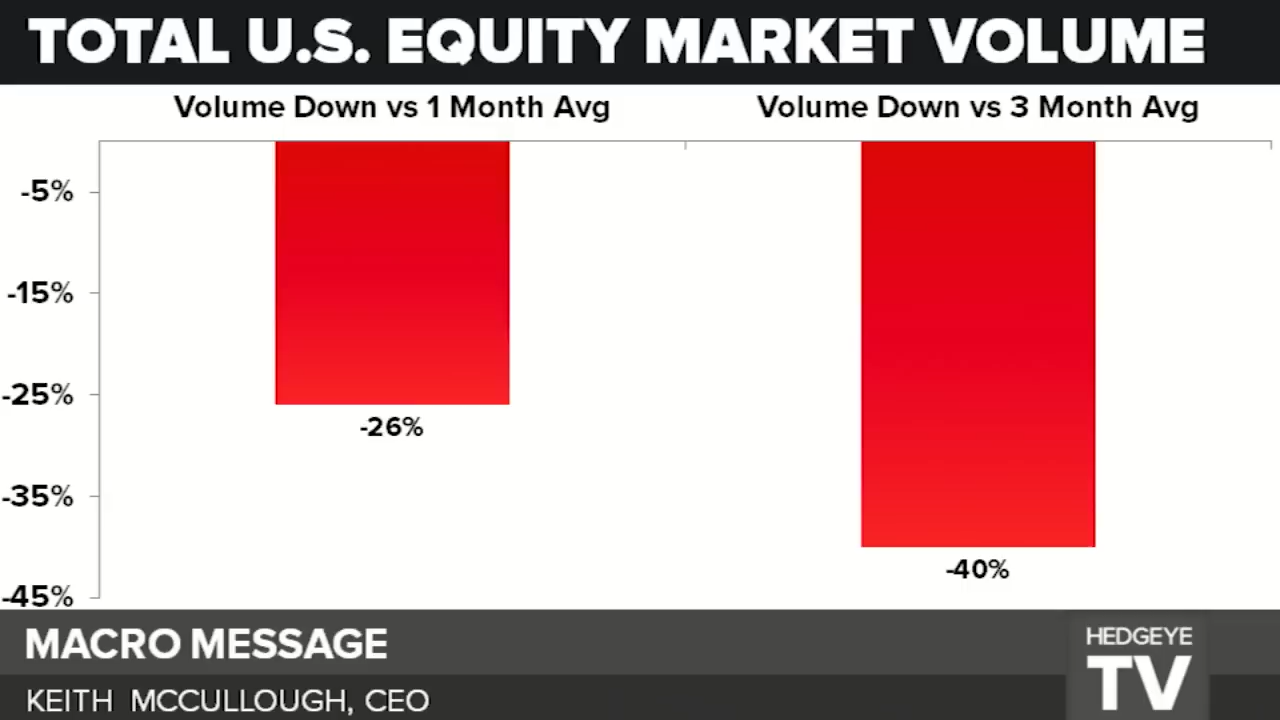 TOTAL U.S. EQUITY MARKET VOLUME
Volume Down vs 1 Month Avg
Volume Down vs 3 Month Avg
-5%
-15%
-25%
-35%
-45%
-26%
-40%
MACRO MESSAGE
KEITH MCCULLOUGH, CEO
HEDGEYE
TV